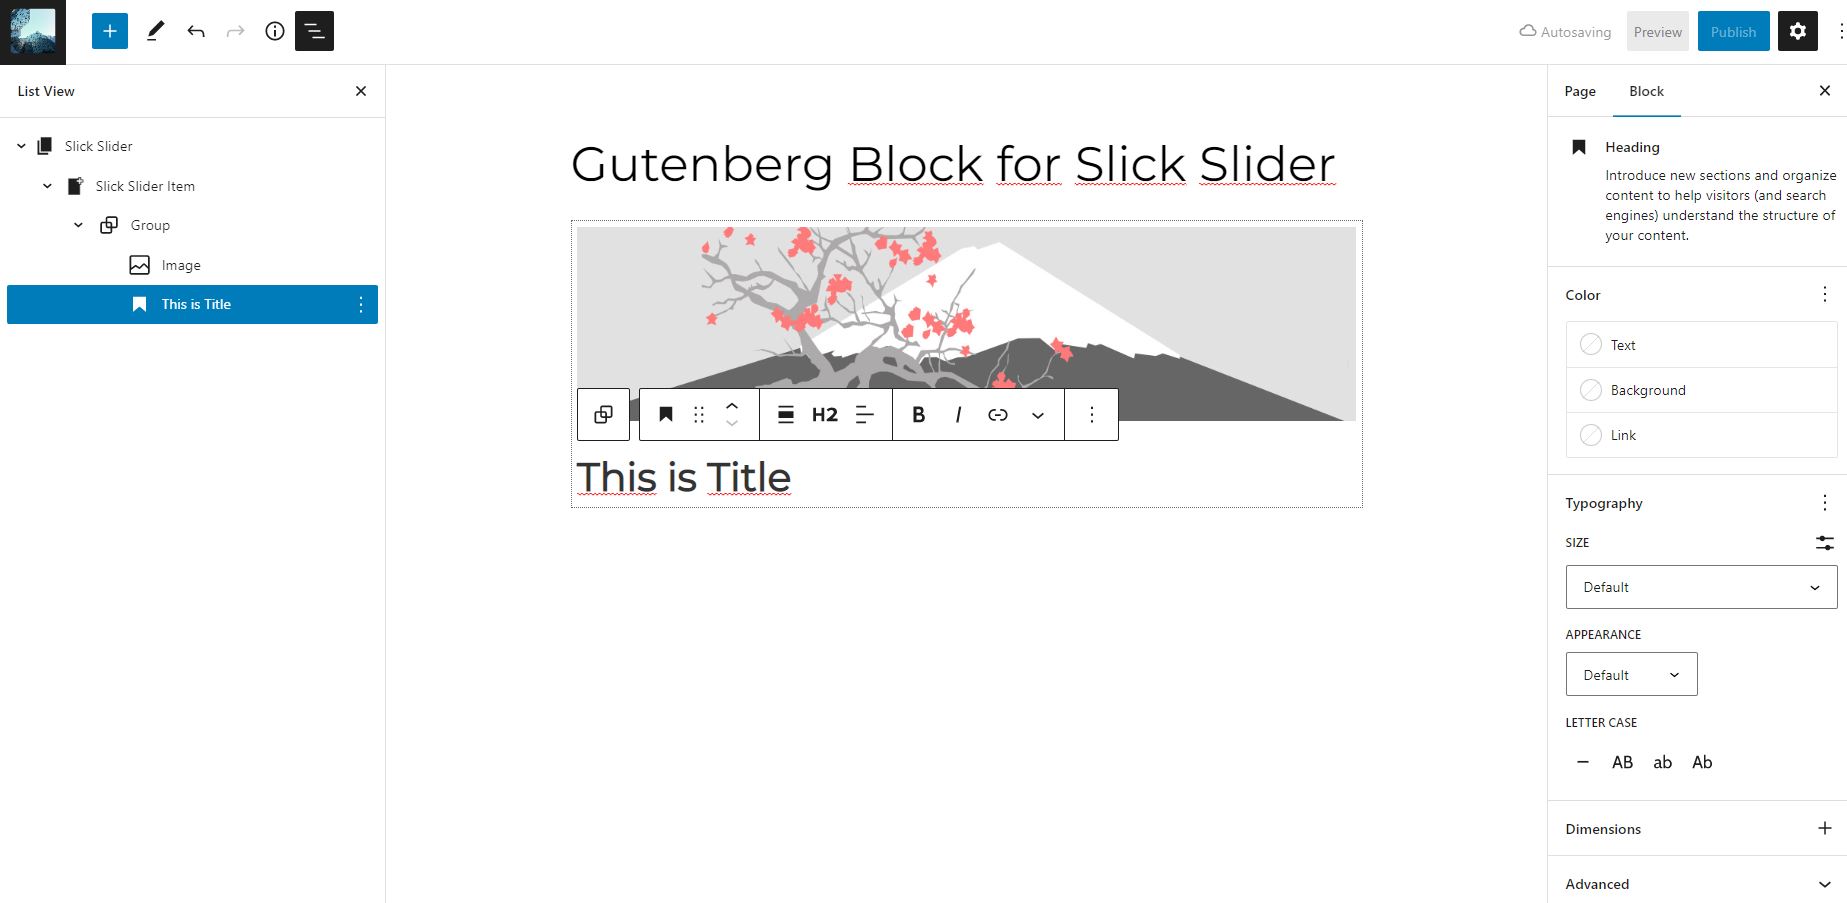 Autosaving
Preview
Publish
List View
Slick Slider
Slick Slider Item
Group
Image
This is Title
Gutenberg Block for Slick Slider
H2
B I
This is Title
Page
Block
Heading
Introduce new sections and organize
content to help visitors (and search
engines) understand the structure of
your content.
Color
Text
Background
Link
Typography
SIZE
Default
APPEARANCE
Default
LETTER CASE
— AB ab Ab
Dimensions
Advanced